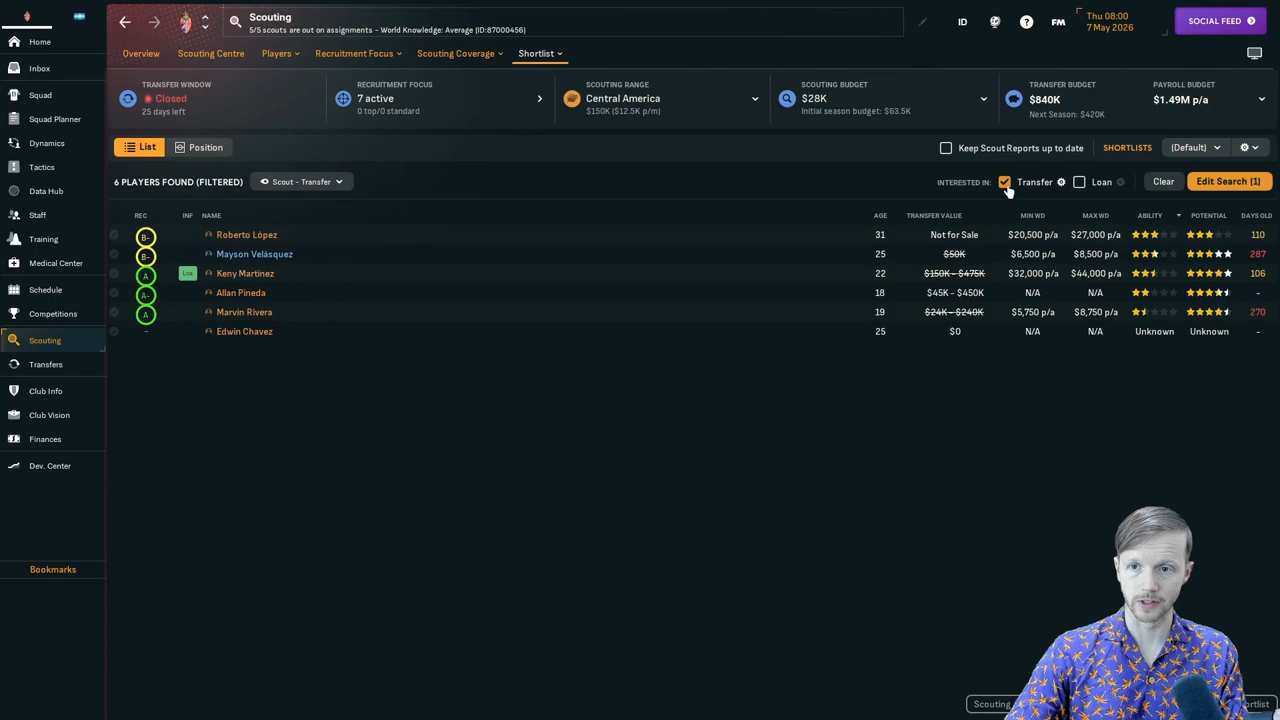 Scouting
5/5 scouts are out on assignments - World Knowledge: Average (ID:87000456)
ID
FM
Thu 08:00
7 May 2026
SOCIAL FEED
Home
Inbox
Squad
Squad Planner
Dynamics
Tactics
Data Hub
Staff
Training
Medical Center
Schedule
Competitions
Scouting
Transfers
Club Info
Club Vision
Finances
Dev. Center
Bookmarks
Overview Scouting Centre Players Recruitment Focus Scouting Coverage Shortlist
TRANSFER WINDOW
Closed
25 days left
RECRUITMENT FOCUS
7 active
0 top/0 standard
SCOUTING RANGE
Central America
$150K ($12.5K p/m)
SCOUTING BUDGET
$28K
Initial season budget: $63.5K
TRANSFER BUDGET
$840K
Next Season: $420K
PAYROLL BUDGET
$1.49M p/a
List Position
Keep Scout Reports up to date SHORTLISTS (Default)
6 PLAYERS FOUND (FILTERED) Scout - Transfer INTERESTED IN: Transfer Loan Clear Edit Search (1)
REC INF NAME AGE TRANSFER VALUE MIN WD MAX WD ABILITY POTENTIAL DAYS OLD
B- Roberto López 31 Not for Sale $20,500 p/a $27,000 p/a 110
B- Mayson Velásquez 25 $50K $6,500 p/a $8,500 p/a 287
A Loa Keny Martínez 22 $150K - $475K $32,000 p/a $44,000 p/a 106
A- Allan Pineda 18 $45K - $450K N/A N/A -
A Marvin Rivera 19 $24K - $240K $5,750 p/a $8,750 p/a 270
- Edwin Chavez 25 $0 N/A N/A Unknown Unknown -
Scouting